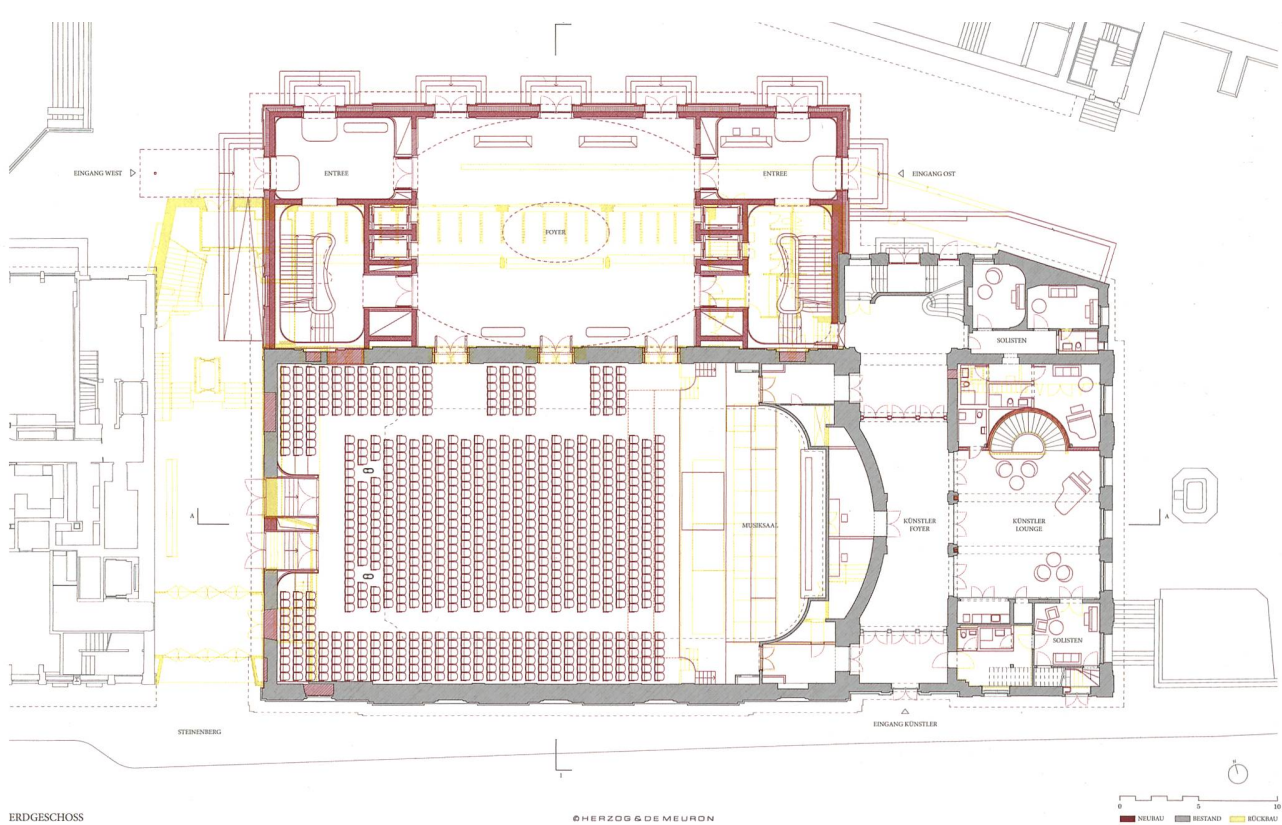 EINGANG WEST
ENTREE
ENTREE
EINGANG OST
FOYER
SOLISTEN
A
MUSIKSAAL
KÜNSTLER
FOYER
KÜNSTLER
LOUNGE
A
SOLISTEN
STEINENBERG
EINGANG KÜNSTLER
I
ERDGESCHOSS
©HERZOG & DE MEURON
0 5 10
NEUBAU BESTAND RÜCKBAU